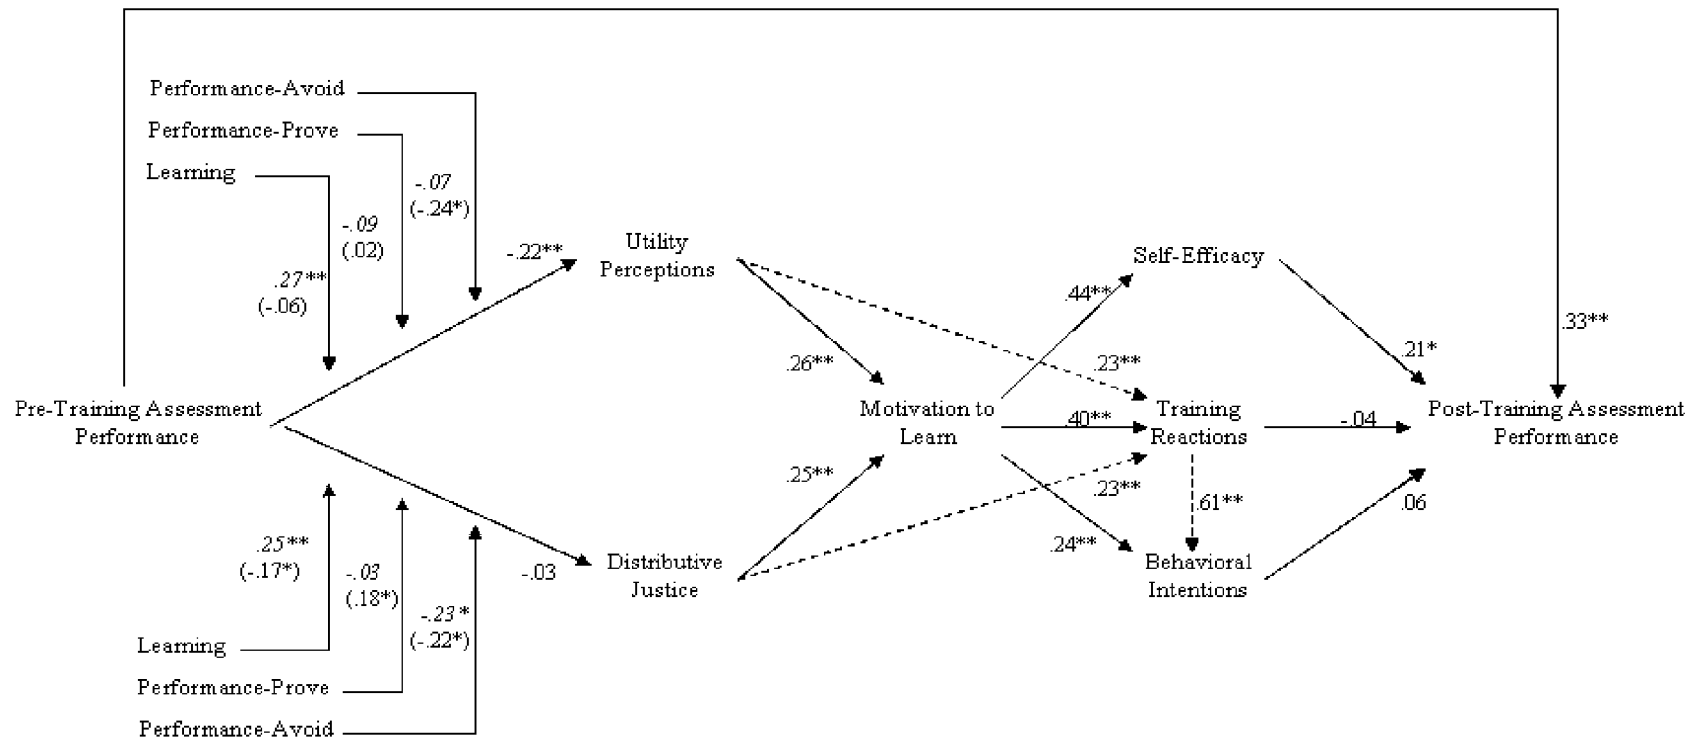 Performance-Avoid
Performance-Prove
Learning
-.07
(-.24*)
-.09
(.02)
.27**
(-.06)
-.22**
Utility
Perceptions
Self-Efficacy
.44**
.33**
.26**
.23**
.21*
Pre-Training Assessment
Performance
Motivation to
Learn
.40**
Training
Reactions
-.04
Post-Training Assessment
Performance
.25**
.23**
.61**
.06
.24**
.25**
(-.17*)
-.03
(.18*)
-.23*
(-.22*)
-.03
Distributive
Justice
Behavioral
Intentions
Learning
Performance-Prove
Performance-Avoid